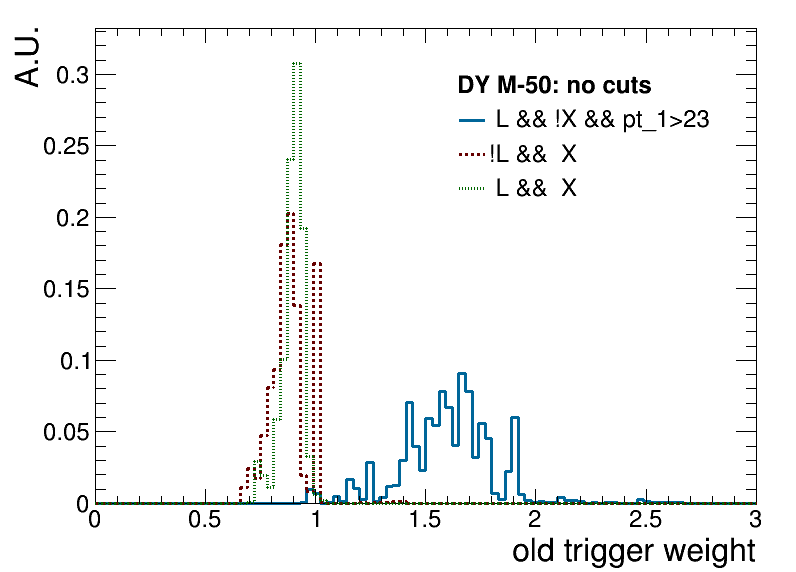 A.U.
0.3
0.25
0.2
0.15
0.1
0.05
0
DY M-50: no cuts
L && !X && pt_1>23
!L && X
L && X
0 0.5 1 1.5 2 2.5 3
old trigger weight